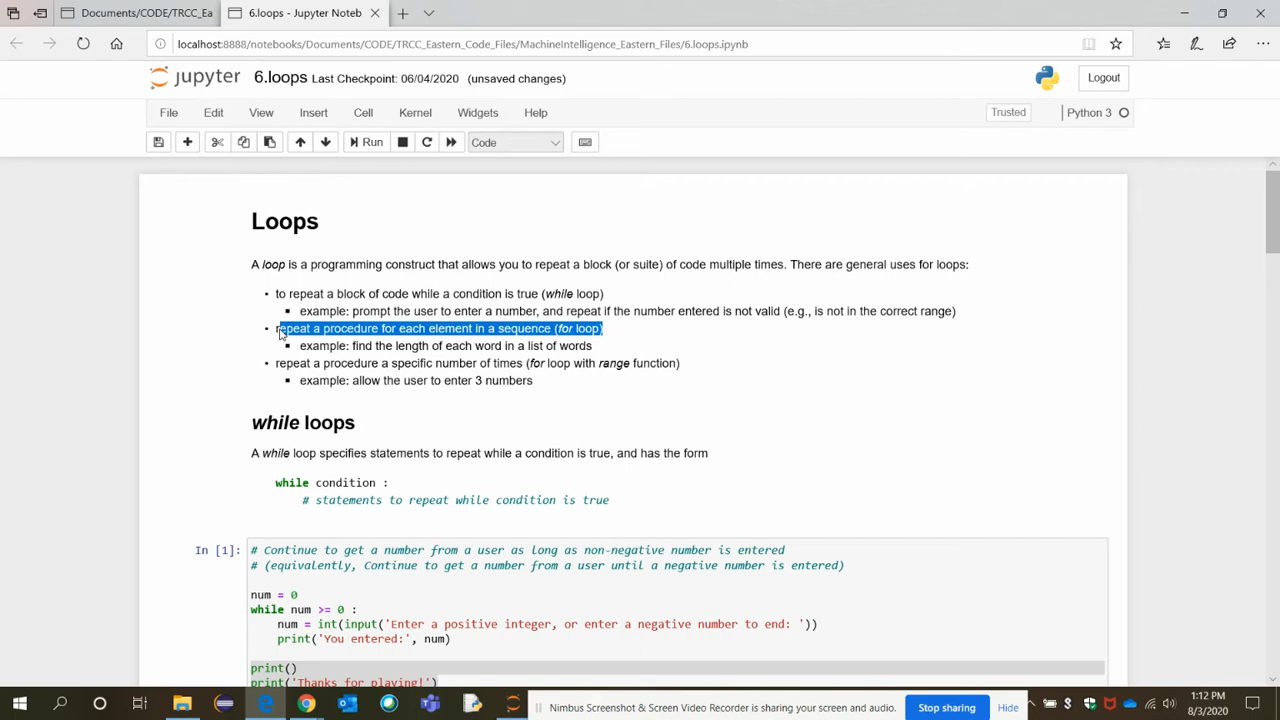 Documents/CODE/TRCC_Ea
6.loops - Jupyter Noteb
localhost:8888/notebooks/Documents/CODE/TRCC_Eastern_Code_Files/MachineIntelligence_Eastern_Files/6.loops.ipynb
jupyter 6.loops Last Checkpoint: 06/04/2020 (unsaved changes)
Logout
File Edit View Insert Cell Kernel Widgets Help
Trusted
Python 3
Run
Code
Loops
A loop is a programming construct that allows you to repeat a block (or suite) of code multiple times. There are general uses for loops:
• to repeat a block of code while a condition is true (while loop)
▪ example: prompt the user to enter a number, and repeat if the number entered is not valid (e.g., is not in the correct range)
• repeat a procedure for each element in a sequence (for loop)
▪ example: find the length of each word in a list of words
• repeat a procedure a specific number of times (for loop with range function)
▪ example: allow the user to enter 3 numbers
while loops
A while loop specifies statements to repeat while a condition is true, and has the form
while condition :
# statements to repeat while condition is true
In [1]:
# Continue to get a number from a user as long as non-negative number is entered
# (equivalently, Continue to get a number from a user until a negative number is entered)
num = 0
while num >= 0 :
num = int(input('Enter a positive integer, or enter a negative number to end: '))
print('You entered:', num)
print()
print('Thanks for playing!')
Nimbus Screenshot & Screen Video Recorder is sharing your screen and audio.
Stop sharing
Hide
1:12 PM
8/3/2020